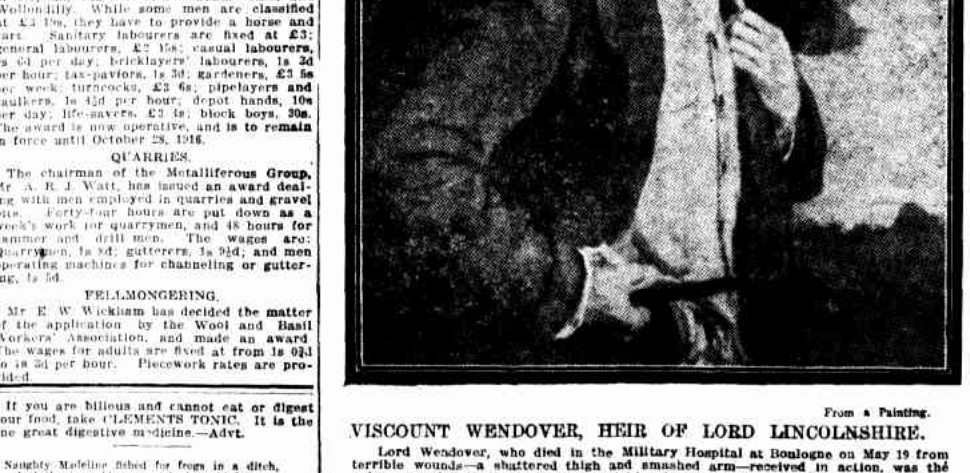 Wollondilly. While some men are classified
at £3 19s, they have to provide a horse and
cart. Sanitary labourers are fixed at £3;
general labourers, £2 15s; casual labourers,
per day; bricklayers' labourers, 1s 3d
per hour; tar-paviors, 1s 3d; gardeners, £3 5s
per week; turncocks, £3 6s; pipelayers and
caulkers, 1s 4½d per hour; depot hands, 10s
per day; life-savers, £3 4s; block boys, 30s.
The award is now operative, and is to remain
in force until October 28, 1916.
QUARRIES.
The chairman of the Metalliferous Group,
Mr A. R. J. Watt, has issued an award deal-
ing with men employed in quarries and gravel
pits. Forty-four hours are put down as a
week's work for quarrymen, and 48 hours for
hammer and drill men. The wages are:
Quarrymen, 1s 8d; gutterers, 1s 9½d; and men
operating machines for channeling or gutter-
ing, 1s 5d.
FELLMONGERING.
Mr E. W. Wickham has decided the matter
of the application by the Wool and Basil
Workers' Association, and made an award.
The wages for adults are fixed at from 1s 0¾d
to 1s 3d per hour. Piecework rates are pro-
vided.
If you are bilious and cannot eat or digest
your food, take CLEMENTS TONIC. It is the
one great digestive medicine.—Advt.
Naughty Madeline fished for frogs in a ditch,
From a Painting.
VISCOUNT WENDOVER, HEIR OF LORD LINCOLNSHIRE.
Lord Wendover, who died in the Military Hospital at Boulogne on May 19 from
terrible wounds—a shattered thigh and smashed arm—received in action, was the